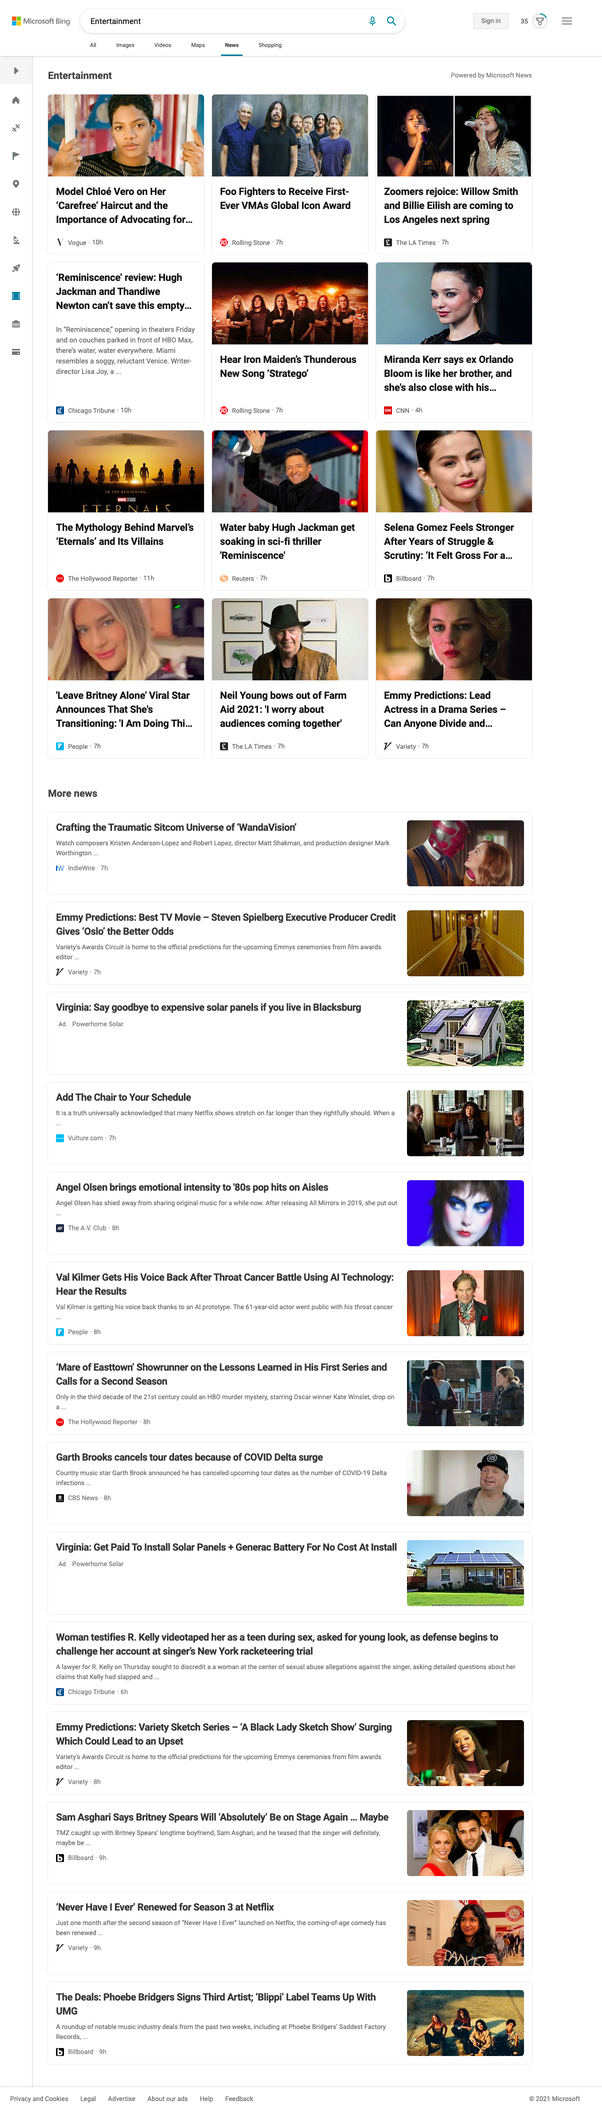 Microsoft Bing
Entertainment
Sign in
35
All Images Videos Maps News Shopping
Entertainment
Powered by Microsoft News
Model Chloé Vero on Her
‘Carefree’ Haircut and the
Importance of Advocating for...
Vogue · 10h
Foo Fighters to Receive First-
Ever VMAs Global Icon Award
Rolling Stone · 7h
Zoomers rejoice: Willow Smith
and Billie Eilish are coming to
Los Angeles next spring
The LA Times · 7h
‘Reminiscence’ review: Hugh
Jackman and Thandiwe
Newton can’t save this empty...
In “Reminiscence,” opening in theaters Friday
and on couches parked in front of HBO Max,
there’s water, water everywhere. Miami
resembles a soggy, reluctant Venice. Writer-
director Lisa Joy, a ...
Chicago Tribune · 10h
Hear Iron Maiden’s Thunderous
New Song ‘Stratego’
Rolling Stone · 7h
Miranda Kerr says ex Orlando
Bloom is like her brother, and
she's also close with his...
CNN · 4h
ETERNALS
The Mythology Behind Marvel’s
‘Eternals’ and Its Villains
The Hollywood Reporter · 11h
Water baby Hugh Jackman get
soaking in sci-fi thriller
'Reminiscence'
Reuters · 7h
Selena Gomez Feels Stronger
After Years of Struggle &
Scrutiny: ‘It Felt Gross For a...
Billboard · 7h
'Leave Britney Alone' Viral Star
Announces That She's
Transitioning: 'I Am Doing Thi...
People · 7h
Neil Young bows out of Farm
Aid 2021: 'I worry about
audiences coming together'
The LA Times · 7h
Emmy Predictions: Lead
Actress in a Drama Series –
Can Anyone Divide and...
Variety · 7h
More news
Crafting the Traumatic Sitcom Universe of ‘WandaVision’
Watch composers Kristen Anderson-Lopez and Robert Lopez, director Matt Shakman, and production designer Mark
Worthington ...
IndieWire · 7h
Emmy Predictions: Best TV Movie – Steven Spielberg Executive Producer Credit
Gives ‘Oslo’ the Better Odds
Variety's Awards Circuit is home to the official predictions for the upcoming Emmys ceremonies from film awards
editor ...
Variety · 7h
Virginia: Say goodbye to expensive solar panels if you live in Blacksburg
Ad Powerhome Solar
Add The Chair to Your Schedule
It is a truth universally acknowledged that many Netflix shows stretch on far longer than they rightfully should. When a
...
Vulture.com · 7h
Angel Olsen brings emotional intensity to '80s pop hits on Aisles
Angel Olsen has shied away from sharing original music for a while now. After releasing All Mirrors in 2019, she put out
...
The A.V. Club · 8h
Val Kilmer Gets His Voice Back After Throat Cancer Battle Using AI Technology:
Hear the Results
Val Kilmer is getting his voice back thanks to an AI prototype. The 61-year-old actor went public with his throat cancer
...
People · 8h
‘Mare of Easttown’ Showrunner on the Lessons Learned in His First Series and
Calls for a Second Season
Only in the third decade of the 21st century could an HBO murder mystery, starring Oscar winner Kate Winslet, drop on
a ...
The Hollywood Reporter · 8h
Garth Brooks cancels tour dates because of COVID Delta surge
Country music star Garth Brook announced he has canceled upcoming tour dates as the number of COVID-19 Delta
infections ...
CBS News · 8h
Virginia: Get Paid To Install Solar Panels + Generac Battery For No Cost At Install
Ad Powerhome Solar
Woman testifies R. Kelly videotaped her as a teen during sex, asked for young look, as defense begins to
challenge her account at singer’s New York racketeering trial
A lawyer for R. Kelly on Thursday sought to discredit a a woman at the center of sexual abuse allegations against the singer, asking detailed questions about her
claims that Kelly had slapped and ...
Chicago Tribune · 6h
Emmy Predictions: Variety Sketch Series – ‘A Black Lady Sketch Show’ Surging
Which Could Lead to an Upset
Variety's Awards Circuit is home to the official predictions for the upcoming Emmys ceremonies from film awards
editor ...
Variety · 8h
Sam Asghari Says Britney Spears Will ‘Absolutely’ Be on Stage Again ... Maybe
TMZ caught up with Britney Spears' longtime boyfriend, Sam Asghari, and he teased that the singer will definitely,
maybe be ...
Billboard · 9h
‘Never Have I Ever’ Renewed for Season 3 at Netflix
Just one month after the second season of “Never Have I Ever” launched on Netflix, the coming-of-age comedy has
been renewed ...
Variety · 9h
The Deals: Phoebe Bridgers Signs Third Artist; ‘Blippi’ Label Teams Up With
UMG
A roundup of notable music industry deals from the past two weeks, including at Phoebe Bridgers’ Saddest Factory
Records, ...
Billboard · 9h
Privacy and Cookies Legal Advertise About our ads Help Feedback
© 2021 Microsoft